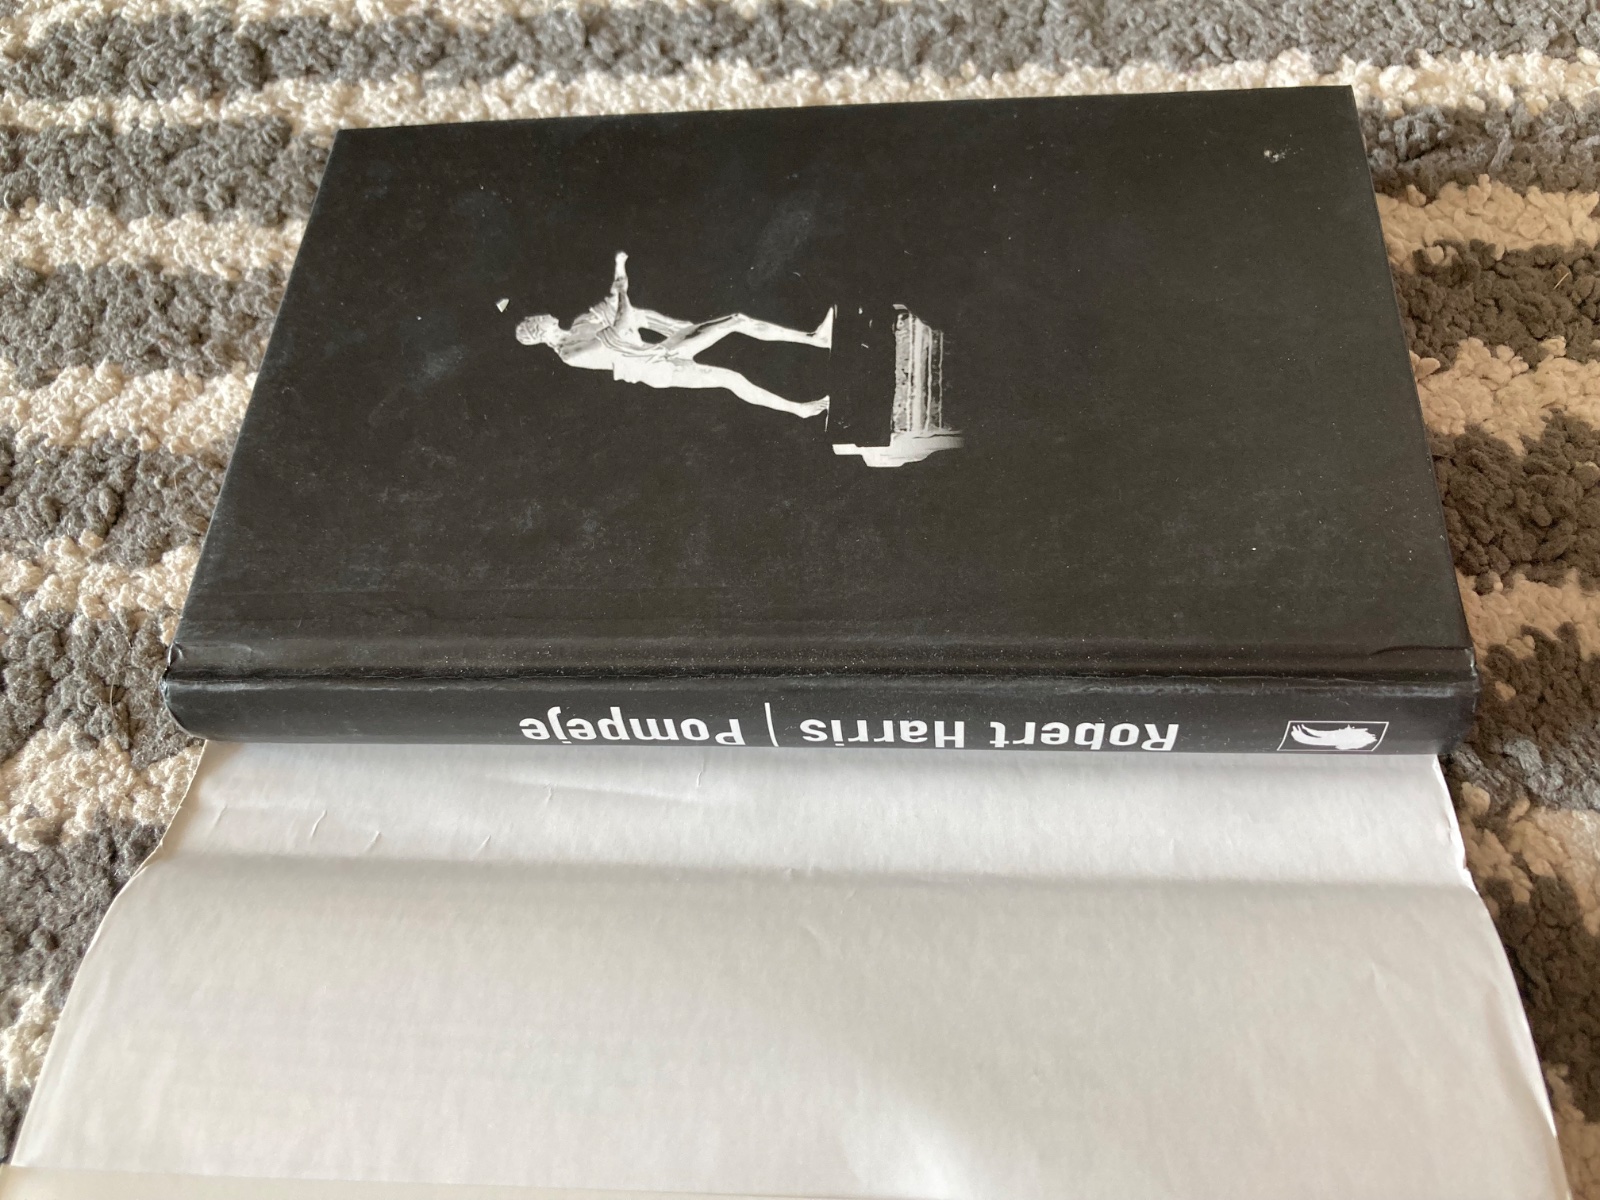 Robert Harris | Pompeje